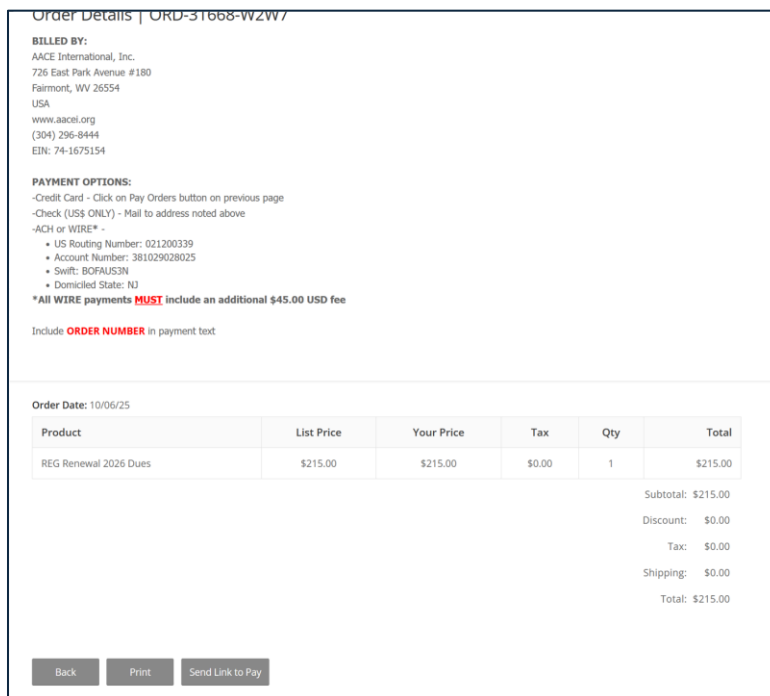 Order Details | ORD-31668-W2W7
BILLED BY:
AACE International, Inc.
726 East Park Avenue #180
Fairmont, WV 26554
USA
www.aacei.org
(304) 296-8444
EIN: 74-1675154
PAYMENT OPTIONS:
-Credit Card - Click on Pay Orders button on previous page
-Check (US$ ONLY) - Mail to address noted above
-ACH or WIRE* -
• US Routing Number: 021200339
• Account Number: 381029028025
• Swift: BOFAUS3N
• Domiciled State: NJ
*All WIRE payments MUST include an additional $45.00 USD fee
Include ORDER NUMBER in payment text
Order Date: 10/06/25
Product List Price Your Price Tax Qty Total
REG Renewal 2026 Dues $215.00 $215.00 $0.00 1 $215.00
Subtotal: $215.00
Discount: $0.00
Tax: $0.00
Shipping: $0.00
Total: $215.00
Back Print Send Link to Pay